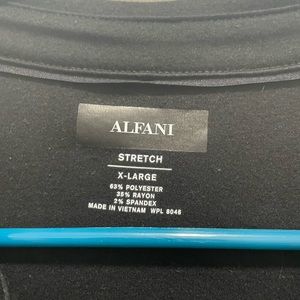 ALFANI
STRETCH
X-LARGE
63% POLYESTER
35% RAYON
2% SPANDEX
MADE IN VIETNAM WPL 8046